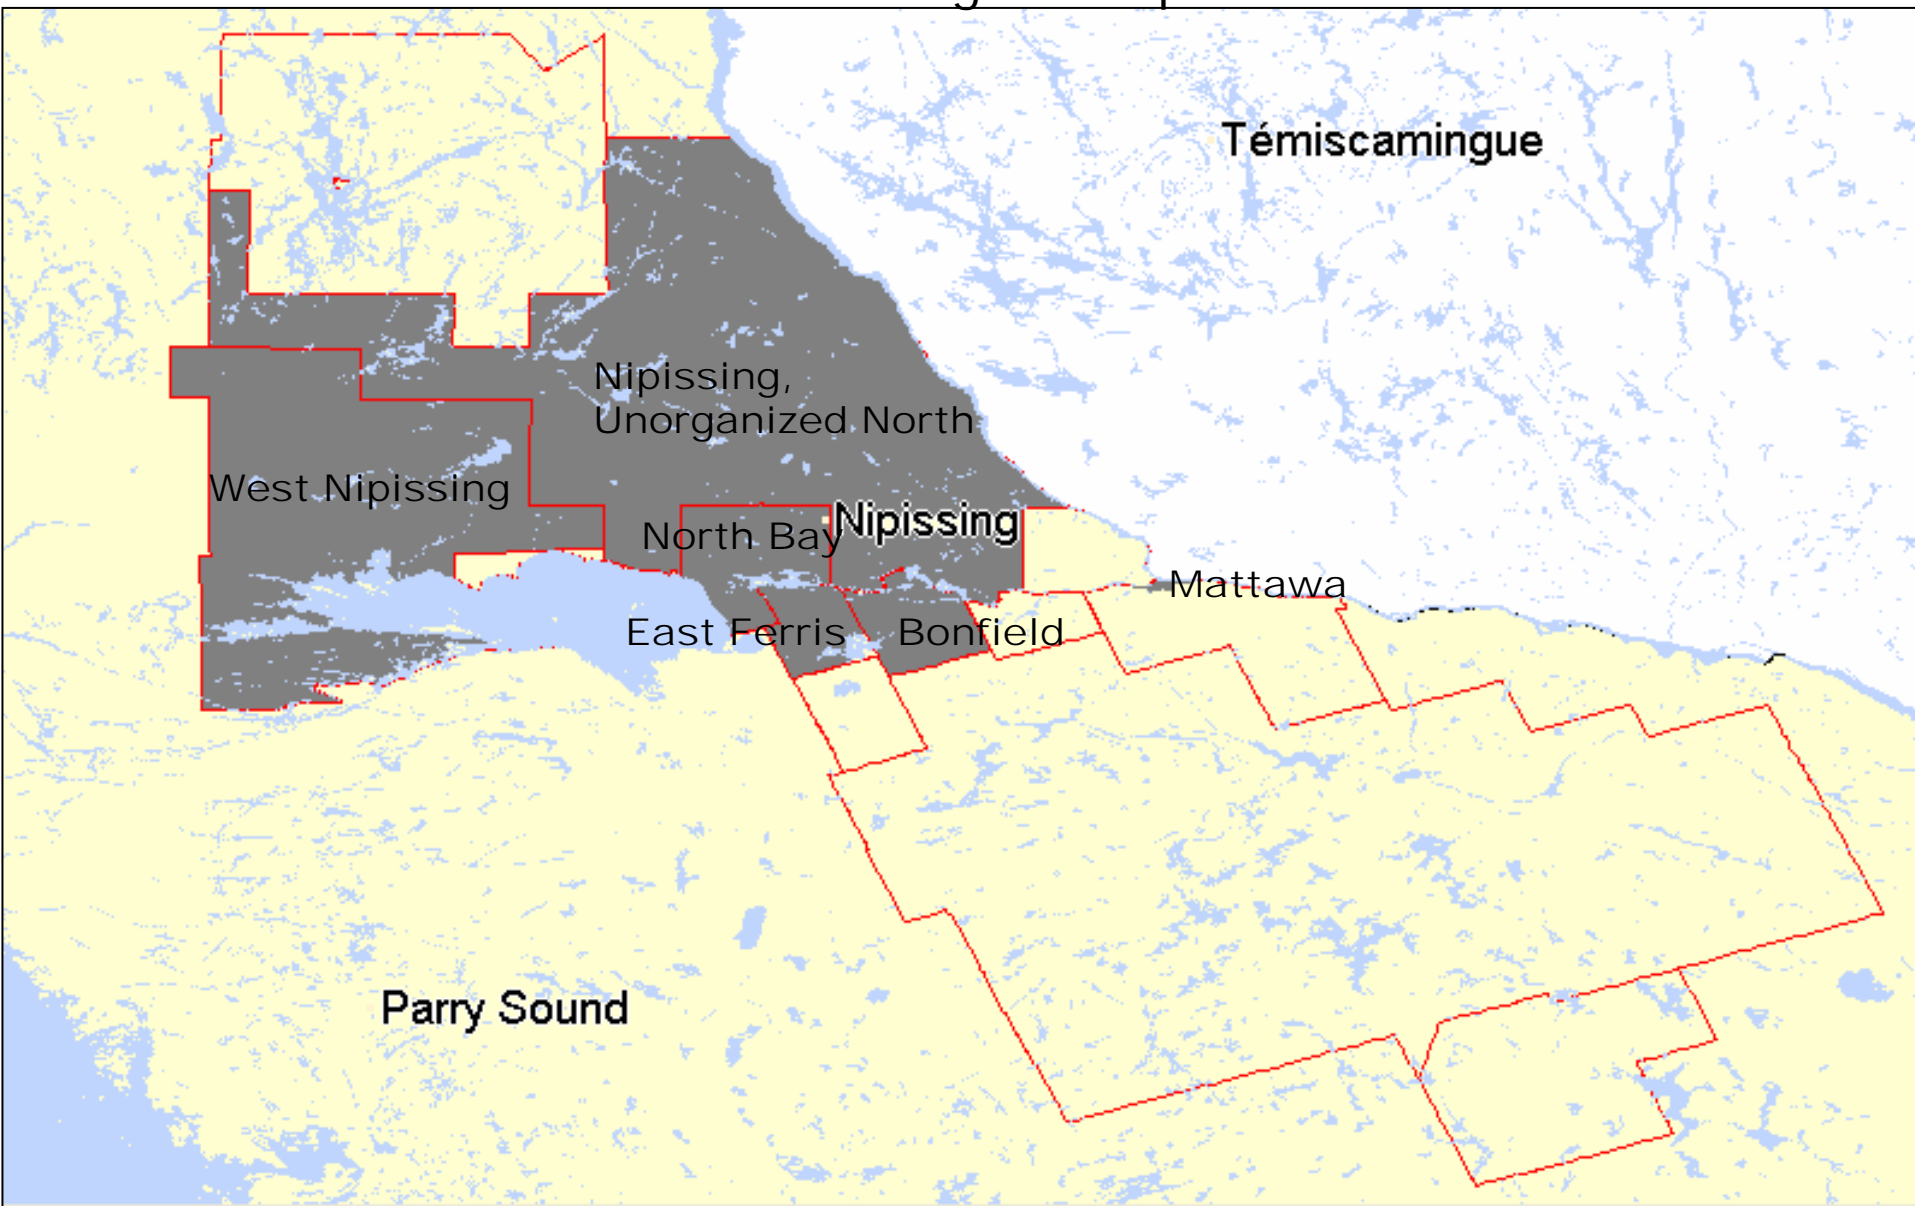 Témiscamingue
Nipissing,
Unorganized North
West Nipissing
Nipissing
North Bay
Mattawa
East Ferris
Bonfield
Parry Sound